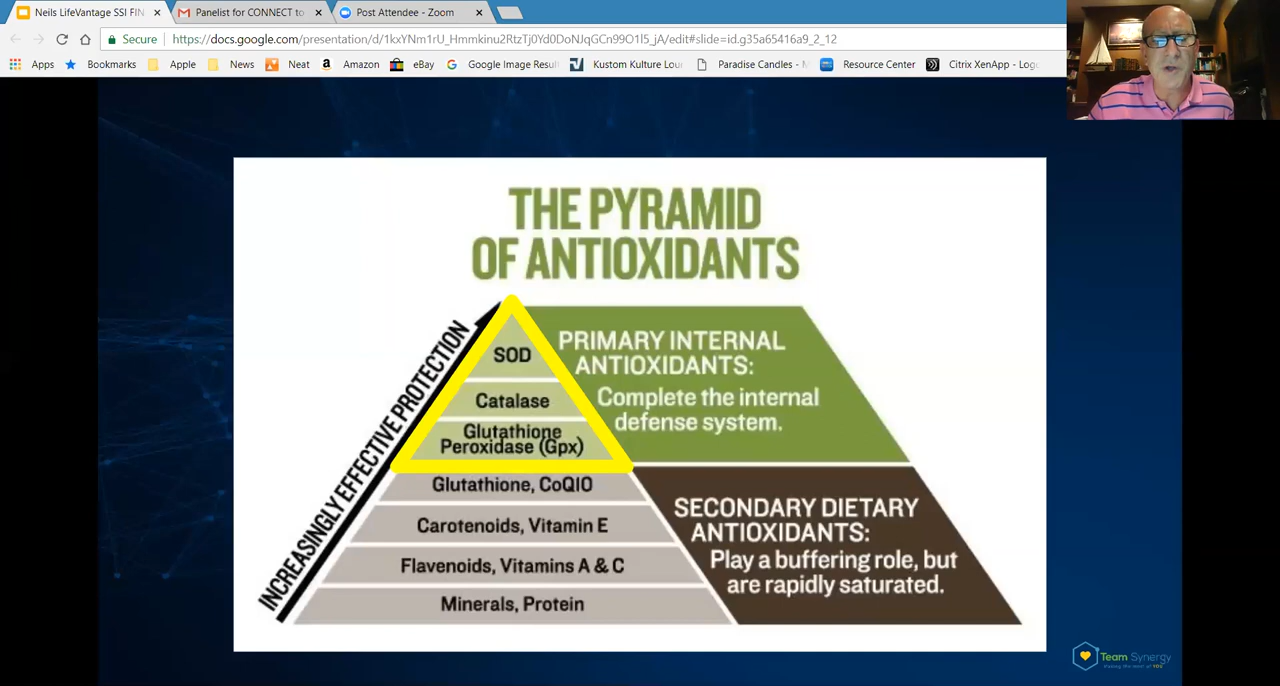 Neils LifeVantage SSI FIN
Panelist for CONNECT to
Post Attendee - Zoom
Secure
https://docs.google.com/presentation/d/1kxYNm1rU_Hmmkinu2RtzTj0Yd0DoNJqGCn99O1l5_jA/edit#slide=id.g35a65416a9_2_12
Apps
Bookmarks
Apple
News
Neat
Amazon
eBay
Google Image Resul
Kustom Kulture Lour
Paradise Candles - M
Resource Center
Citrix XenApp - Logo
THE PYRAMID
OF ANTIOXIDANTS
INCREASINGLY EFFECTIVE PROTECTION
SOD
Catalase
Glutathione
Peroxidase (Gpx)
Glutathione, CoQ10
Carotenoids, Vitamin E
Flavenoids, Vitamins A & C
Minerals, Protein
PRIMARY INTERNAL
ANTIOXIDANTS:
Complete the internal
defense system.
SECONDARY DIETARY
ANTIOXIDANTS:
Play a buffering role, but
are rapidly saturated.
Team Synergy